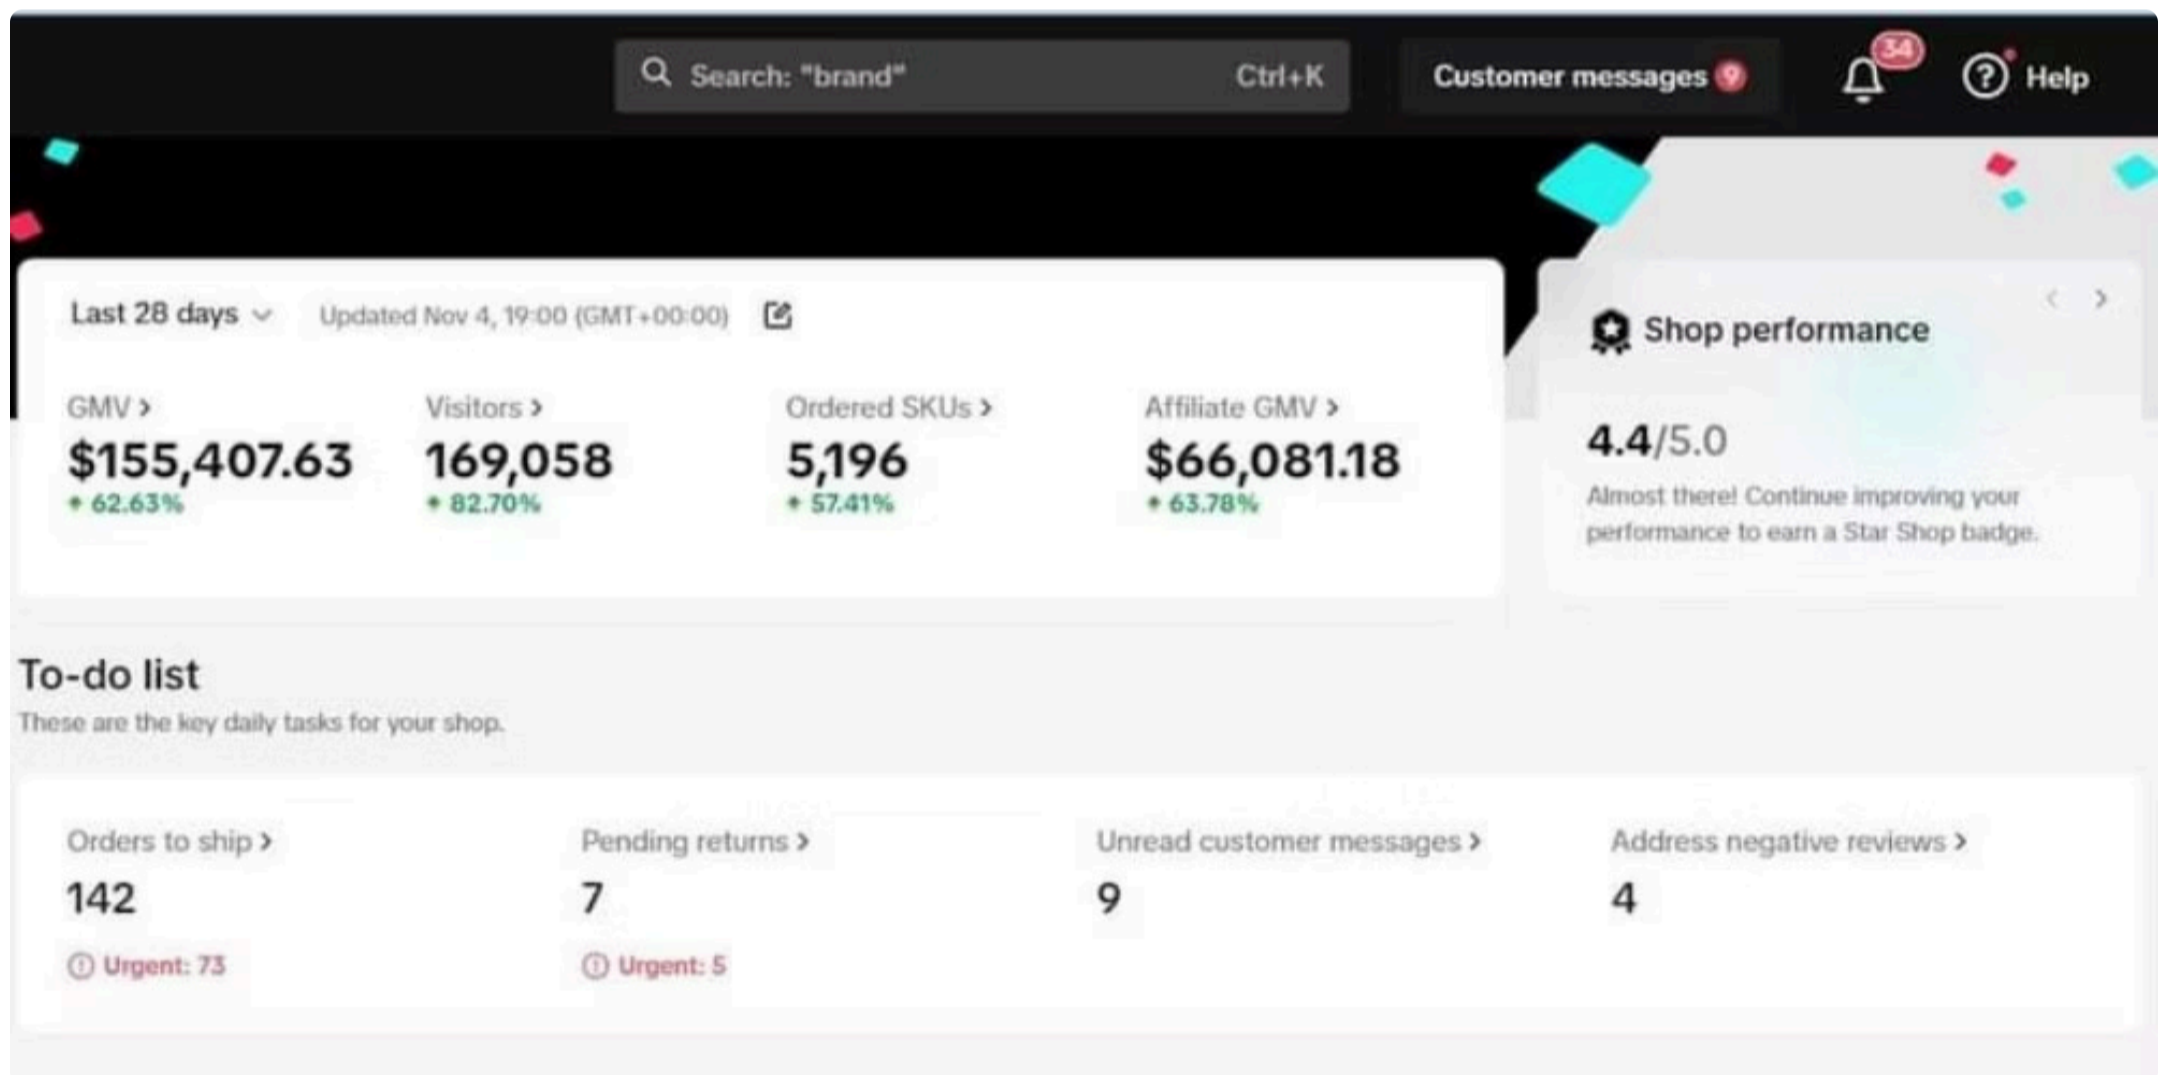 Search: "brand" Ctrl+K
Customer messages 9
34
Help
Last 28 days
Updated Nov 4, 19:00 (GMT+00:00)
GMV >
$155,407.63
62.63%
Visitors >
169,058
82.70%
Ordered SKUs >
5,196
57.41%
Affiliate GMV >
$66,081.18
63.78%
Shop performance
4.4/5.0
Almost there! Continue improving your
performance to earn a Star Shop badge.
To-do list
These are the key daily tasks for your shop.
Orders to ship >
142
Urgent: 73
Pending returns >
7
Urgent: 5
Unread customer messages >
9
Address negative reviews >
4